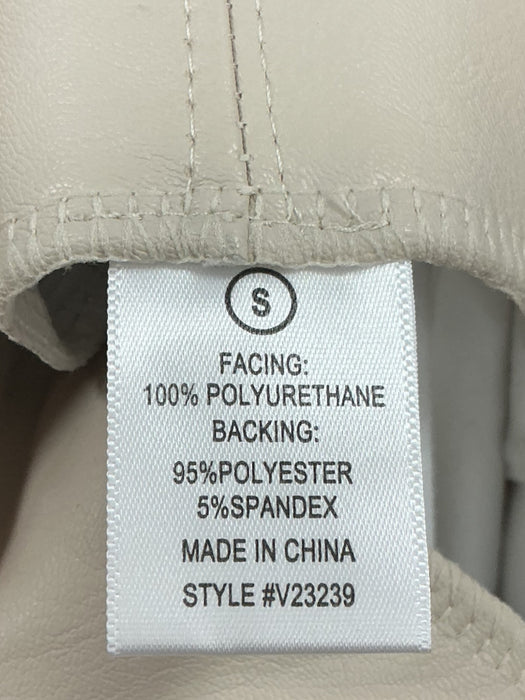 S
FACING:
100% POLYURETHANE
BACKING:
95%POLYESTER
5%SPANDEX
MADE IN CHINA
STYLE #V23239